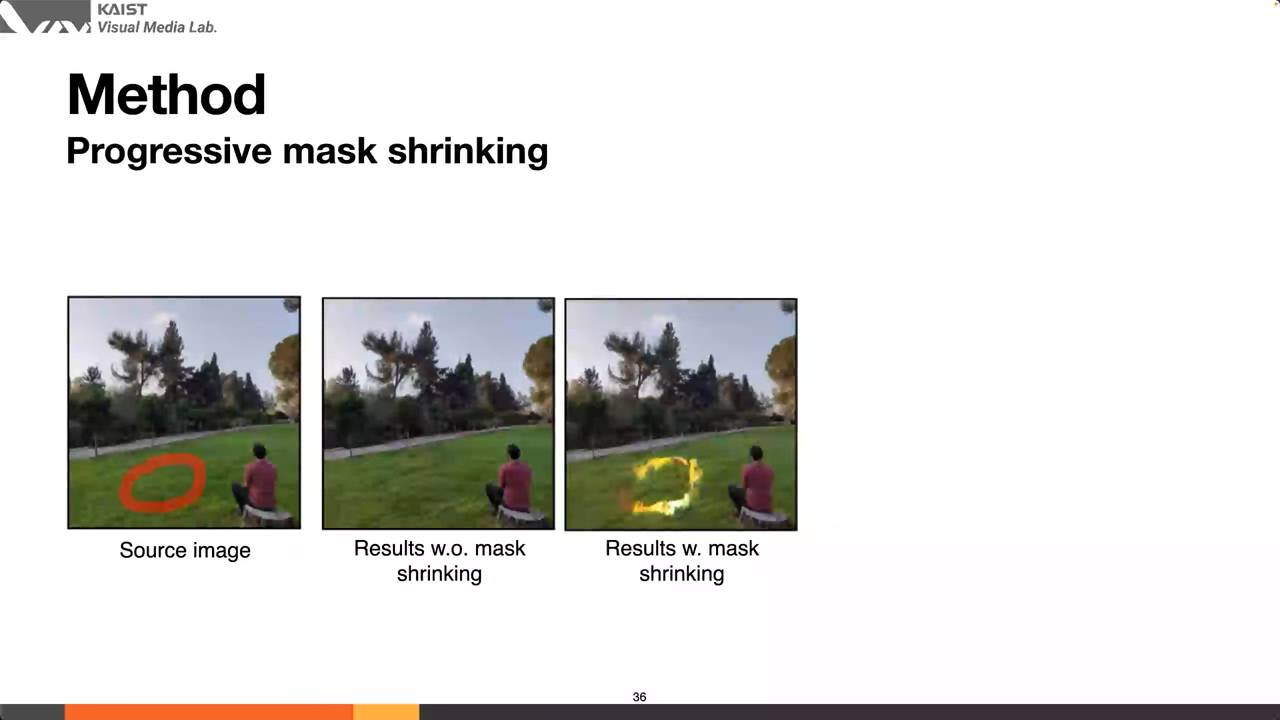 KAIST
Visual Media Lab.
Method
Progressive mask shrinking
Source image
Results w.o. mask
shrinking
Results w. mask
shrinking
36